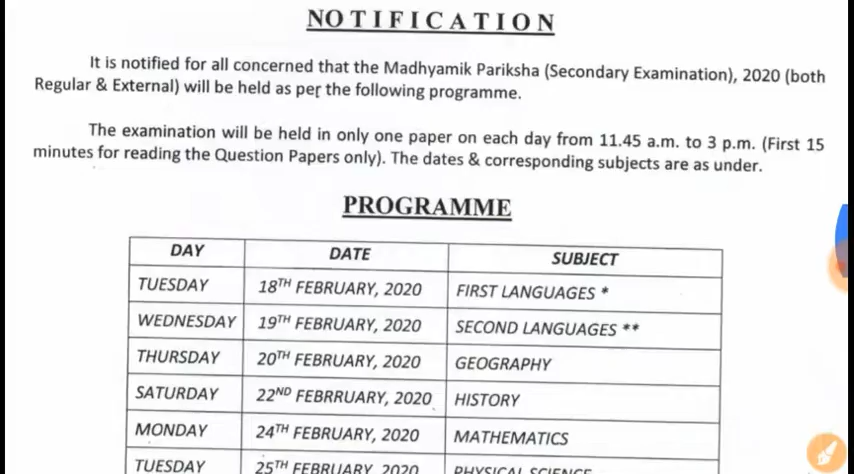 NOTIFICATION
It is notified for all concerned that the Madhyamik Pariksha (Secondary Examination), 2020 (both
Regular & External) will be held as per the following programme.
The examination will be held in only one paper on each day from 11.45 a.m. to 3 p.m. (First 15
minutes for reading the Question Papers only). The dates & corresponding subjects are as under.
PROGRAMME
DAY DATE SUBJECT
TUESDAY 18TH FEBRUARY, 2020 FIRST LANGUAGES *
WEDNESDAY 19TH FEBRUARY, 2020 SECOND LANGUAGES **
THURSDAY 20TH FEBRUARY, 2020 GEOGRAPHY
SATURDAY 22ND FEBRRUARY, 2020 HISTORY
MONDAY 24TH FEBRUARY, 2020 MATHEMATICS
TUESDAY 25TH FEBRUARY, 2020 PHYSICAL SCIENCE